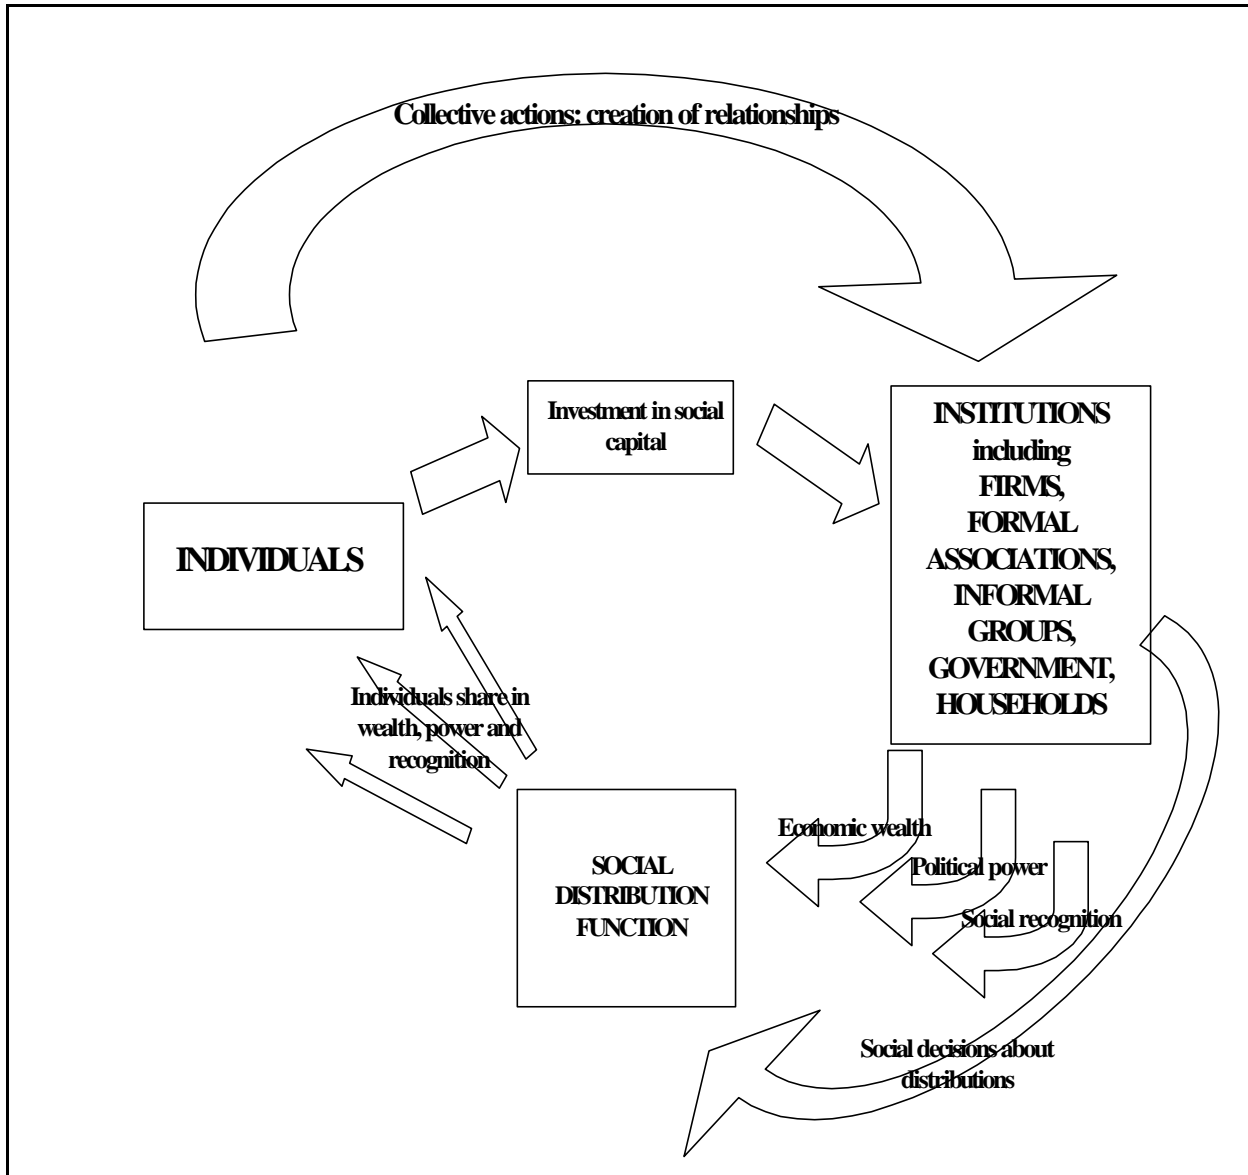 Collective actions: creation of relationships
Investment in social
capital
INSTITUTIONS
including
FIRMS,
FORMAL
ASSOCIATIONS,
INFORMAL
GROUPS,
GOVERNMENT,
HOUSEHOLDS
INDIVIDUALS
Individuals share in
wealth, power and
recognition
Economic wealth
Political power
Social recognition
SOCIAL
DISTRIBUTION
FUNCTION
Social decisions about
distributions